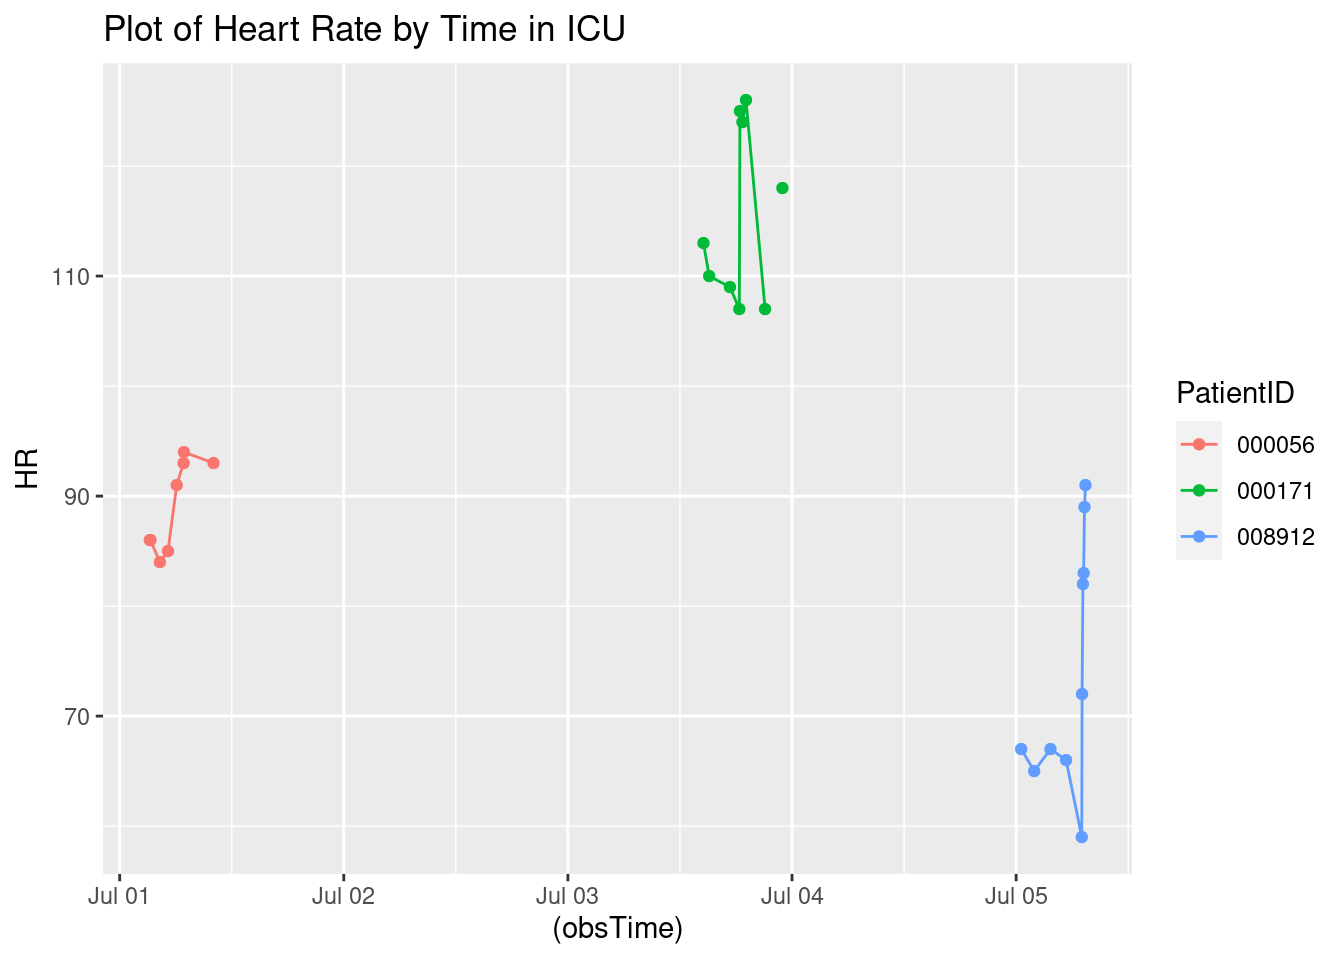 Plot of Heart Rate by Time in ICU
HR
110
90
70
Jul 01 Jul 02 Jul 03 Jul 04 Jul 05
(obsTime)
PatientID
000056
000171
008912